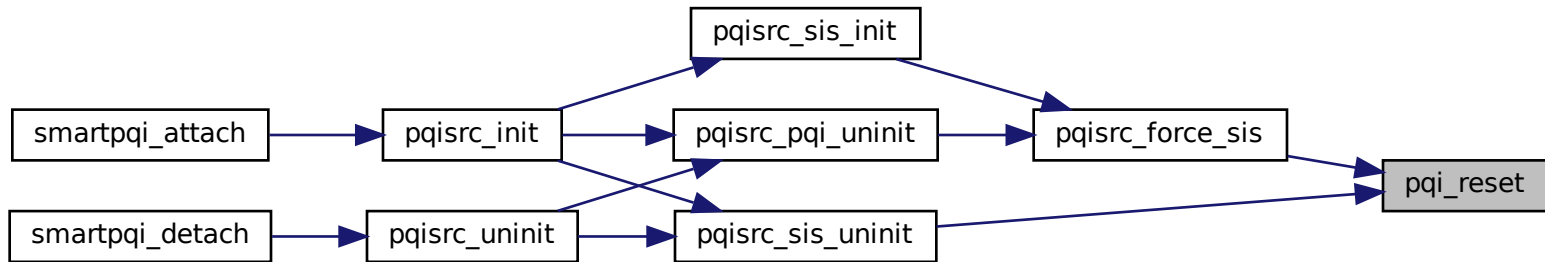 pqisrc_sis_init
smartpqi_attach
pqisrc_init
pqisrc_pqi_uninit
pqisrc_force_sis
pqi_reset
smartpqi_detach
pqisrc_uninit
pqisrc_sis_uninit